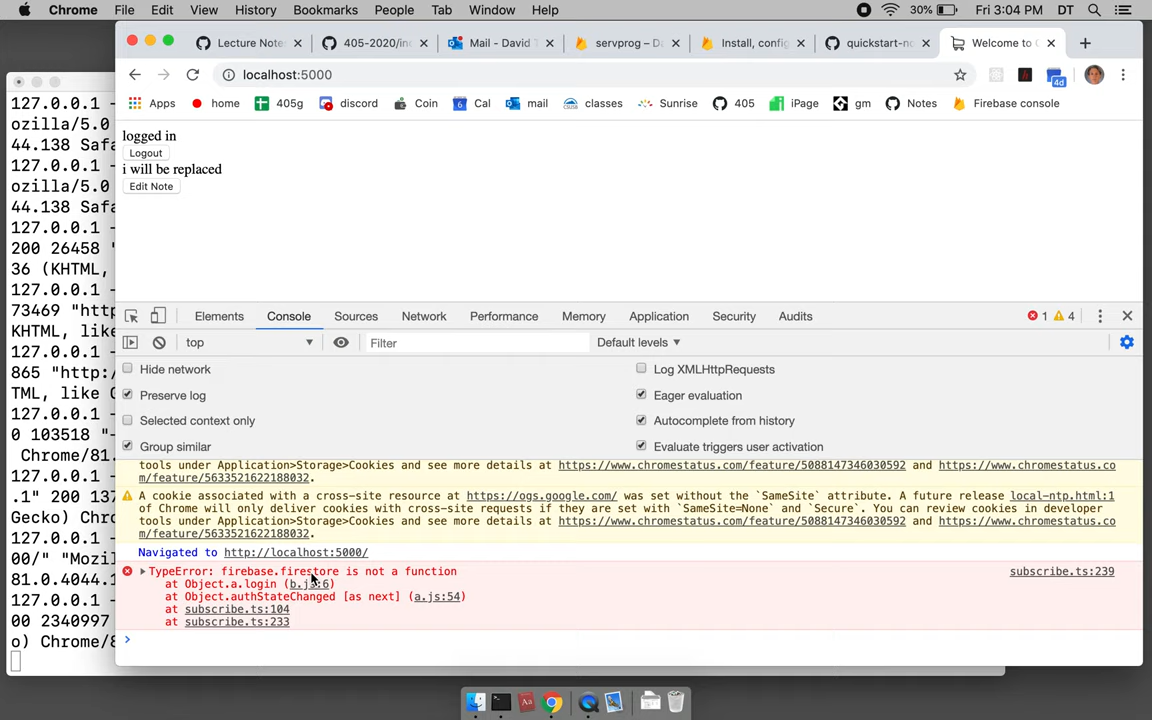 Chrome File Edit View History Bookmarks People Tab Window Help 30% Fri 3:04 PM DT
Lecture Note 405-2020/in Mail - David T servprog – D Install, config quickstart-n Welcome to
localhost:5000
Apps home 405g discord Coin 6 Cal mail classes Sunrise 405 iPage gm Notes Firebase console
4d
logged in
Logout
i will be replaced
Edit Note
127.0.0.1 –
ozilla/5.0
44.138 Safa
127.0.0.1 –
ozilla/5.0
44.138 Safa
127.0.0.1 –
200 26458 "
36 (KHTML,
127.0.0.1 –
73469 "http
KHTML, like
127.0.0.1 –
865 "http:/
TML, like G
127.0.0.1 –
0 103518 "–
Chrome/81.
127.0.0.1 –
.1" 200 137
Gecko) Chro
127.0.0.1 –
00/" "Mozil
81.0.4044.1
127.0.0.1 –
00 2340997
o) Chrome/8
Elements Console Sources Network Performance Memory Application Security Audits 1 4
top Filter Default levels
Hide network Log XMLHttpRequests
Preserve log Eager evaluation
Selected context only Autocomplete from history
Group similar Evaluate triggers user activation
tools under Application>Storage>Cookies and see more details at https://www.chromestatus.com/feature/5088147346030592 and https://www.chromestatus.co
m/feature/5633521622188032.
A cookie associated with a cross-site resource at https://ogs.google.com/ was set without the `SameSite` attribute. A future release local-ntp.html:1
of Chrome will only deliver cookies with cross-site requests if they are set with `SameSite=None` and `Secure`. You can review cookies in developer
tools under Application>Storage>Cookies and see more details at https://www.chromestatus.com/feature/5088147346030592 and https://www.chromestatus.co
m/feature/5633521622188032.
Navigated to http://localhost:5000/
TypeError: firebase.firestore is not a function subscribe.ts:239
at Object.a.login (b.js:6)
at Object.authStateChanged [as next] (a.js:54)
at subscribe.ts:104
at subscribe.ts:233